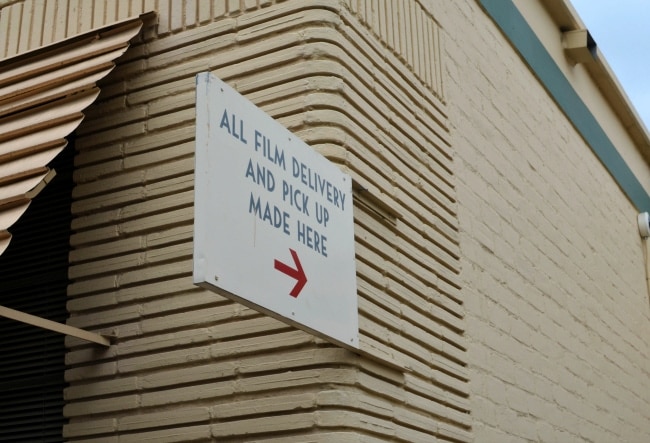 ALL FILM DELIVERY
AND PICK UP
MADE HERE